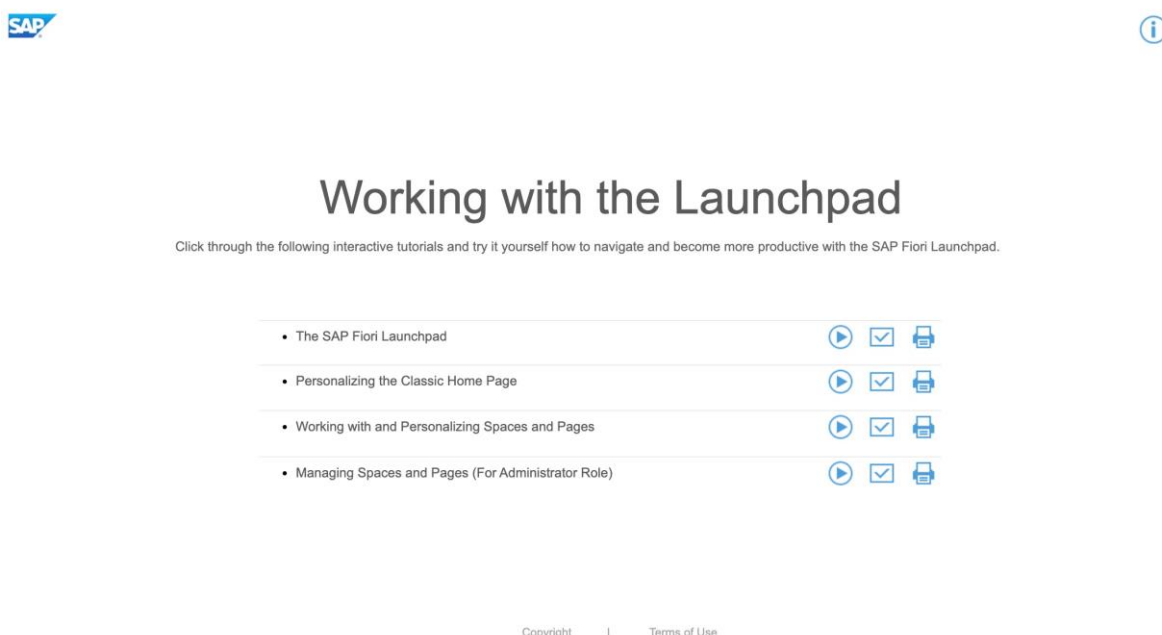 SAP
i
Working with the Launchpad
Click through the following interactive tutorials and try it yourself how to navigate and become more productive with the SAP Fiori Launchpad.
• The SAP Fiori Launchpad
• Personalizing the Classic Home Page
• Working with and Personalizing Spaces and Pages
• Managing Spaces and Pages (For Administrator Role)
Copyright | Terms of Use